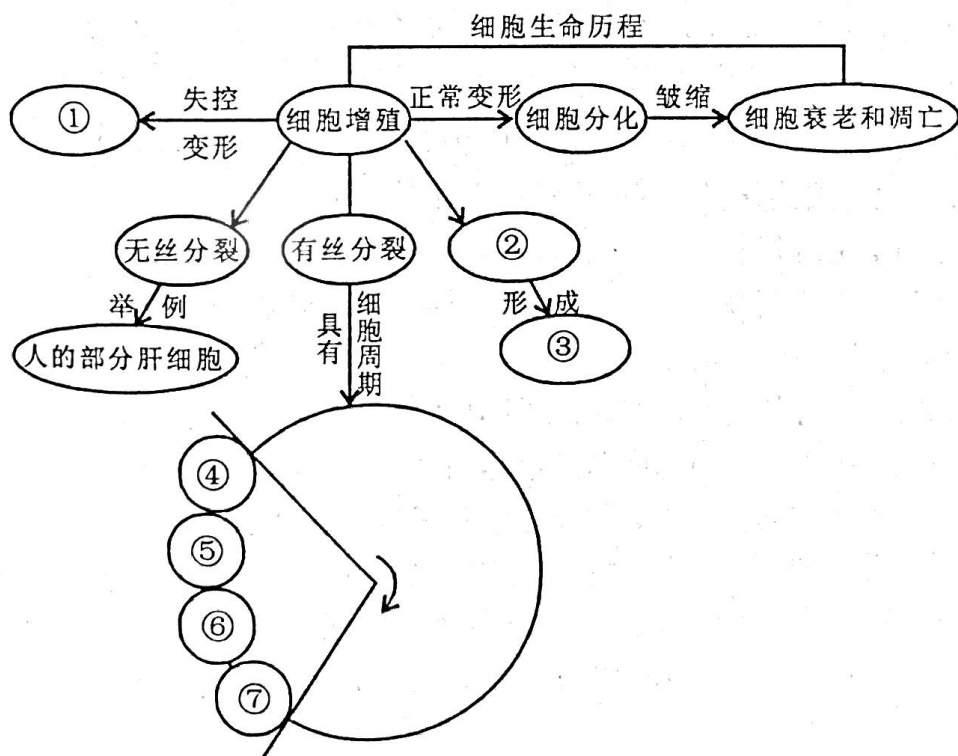 细胞生命历程
① 失控 变形 细胞增殖 正常变形 细胞分化 皱缩 细胞衰老和凋亡
无丝分裂 有丝分裂 ②
举例 具有 细胞周期 形成
人的部分肝细胞 ③
④
⑤
⑥
⑦